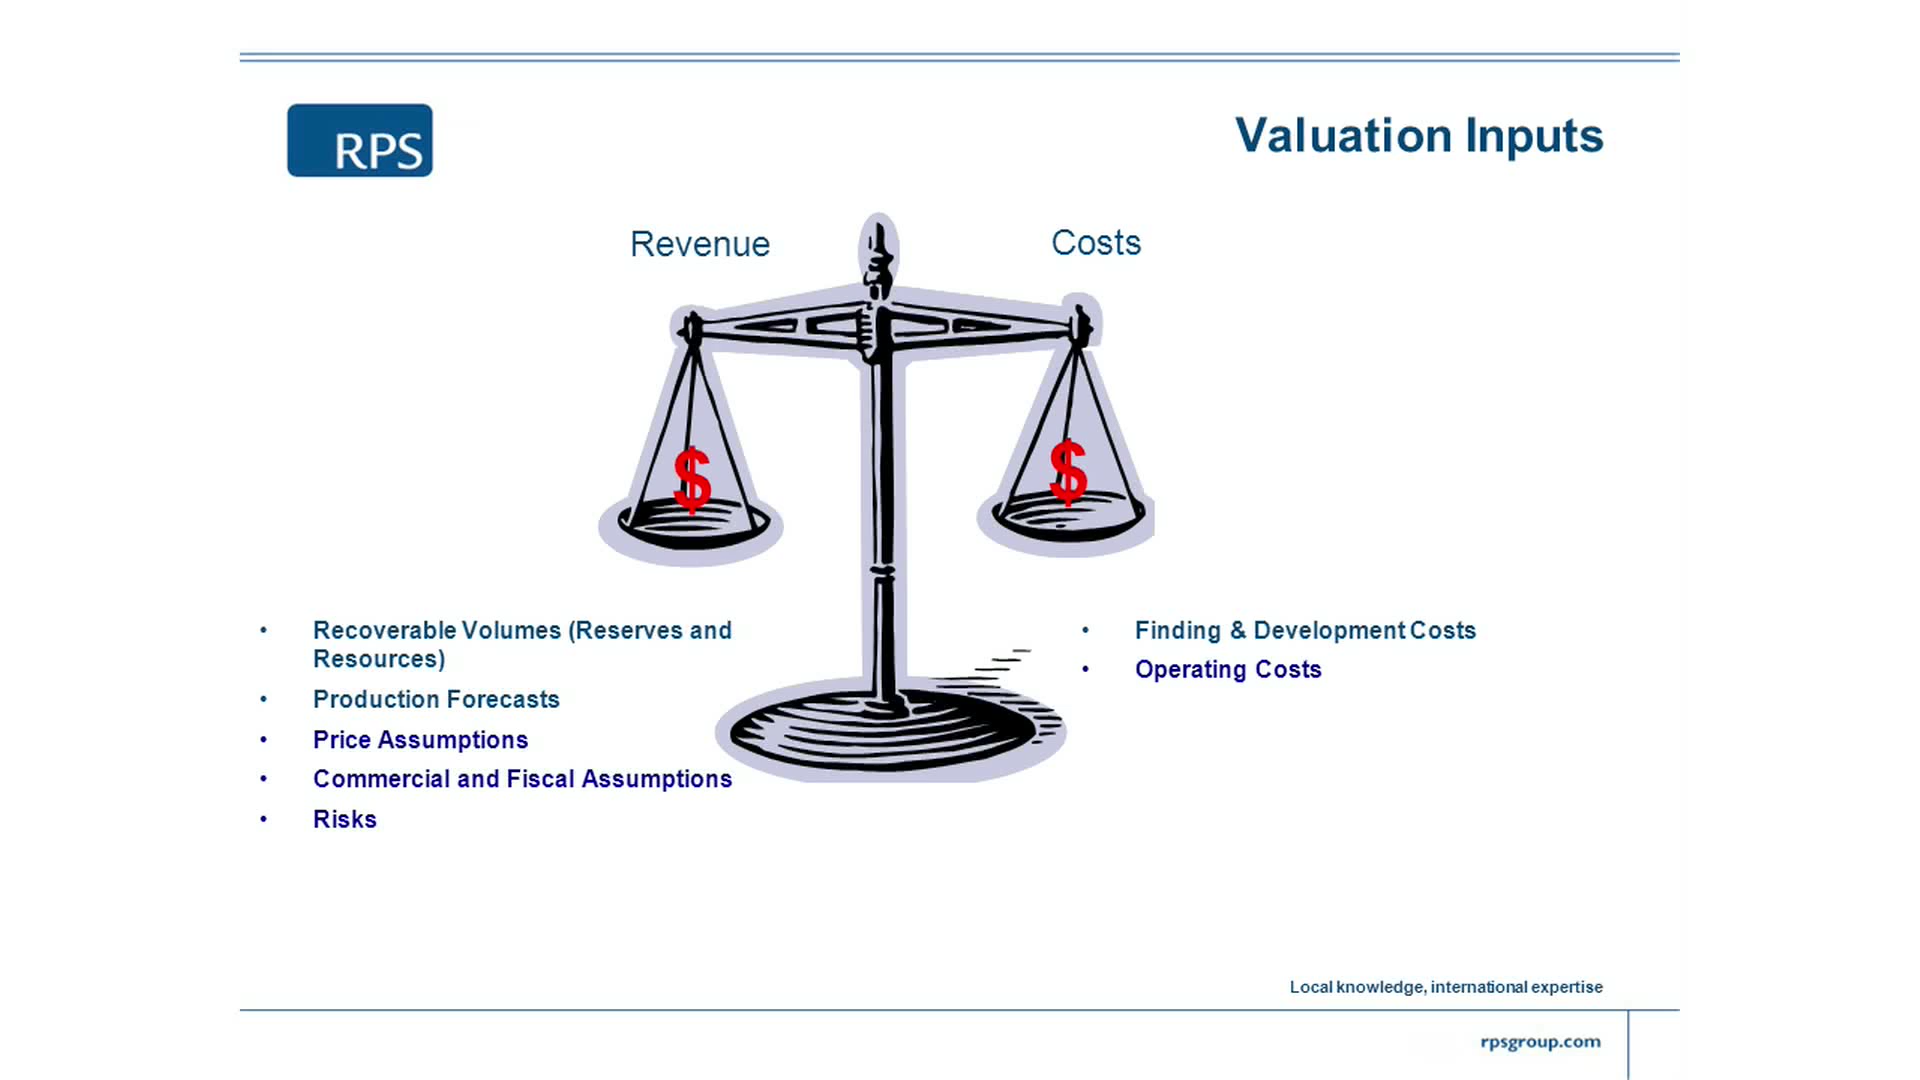 RPS
Valuation Inputs
Revenue
Costs
$
$
• Recoverable Volumes (Reserves and
Resources)
• Production Forecasts
• Price Assumptions
• Commercial and Fiscal Assumptions
• Risks
• Finding & Development Costs
• Operating Costs
Local knowledge, international expertise
rpsgroup.com